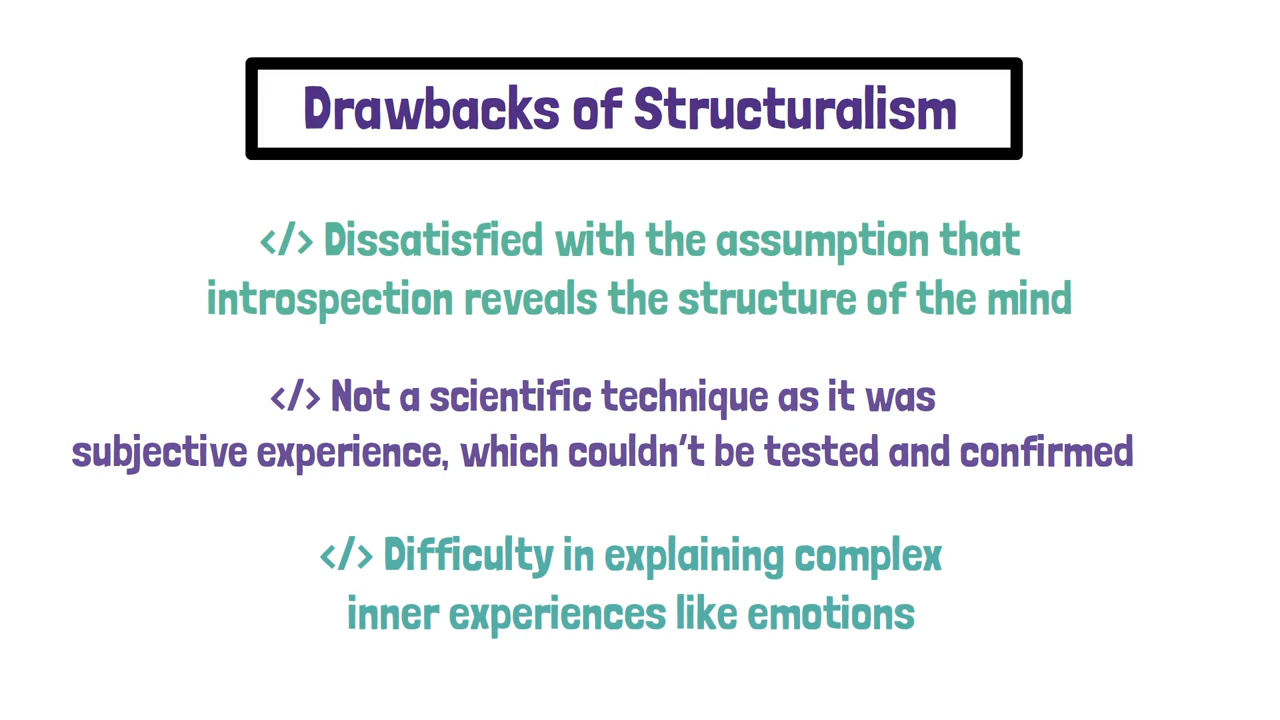 Drawbacks of Structuralism
</> Dissatisfied with the assumption that
introspection reveals the structure of the mind
</> Not a scientific technique as it was
subjective experience, which couldn't be tested and confirmed
</> Difficulty in explaining complex
inner experiences like emotions